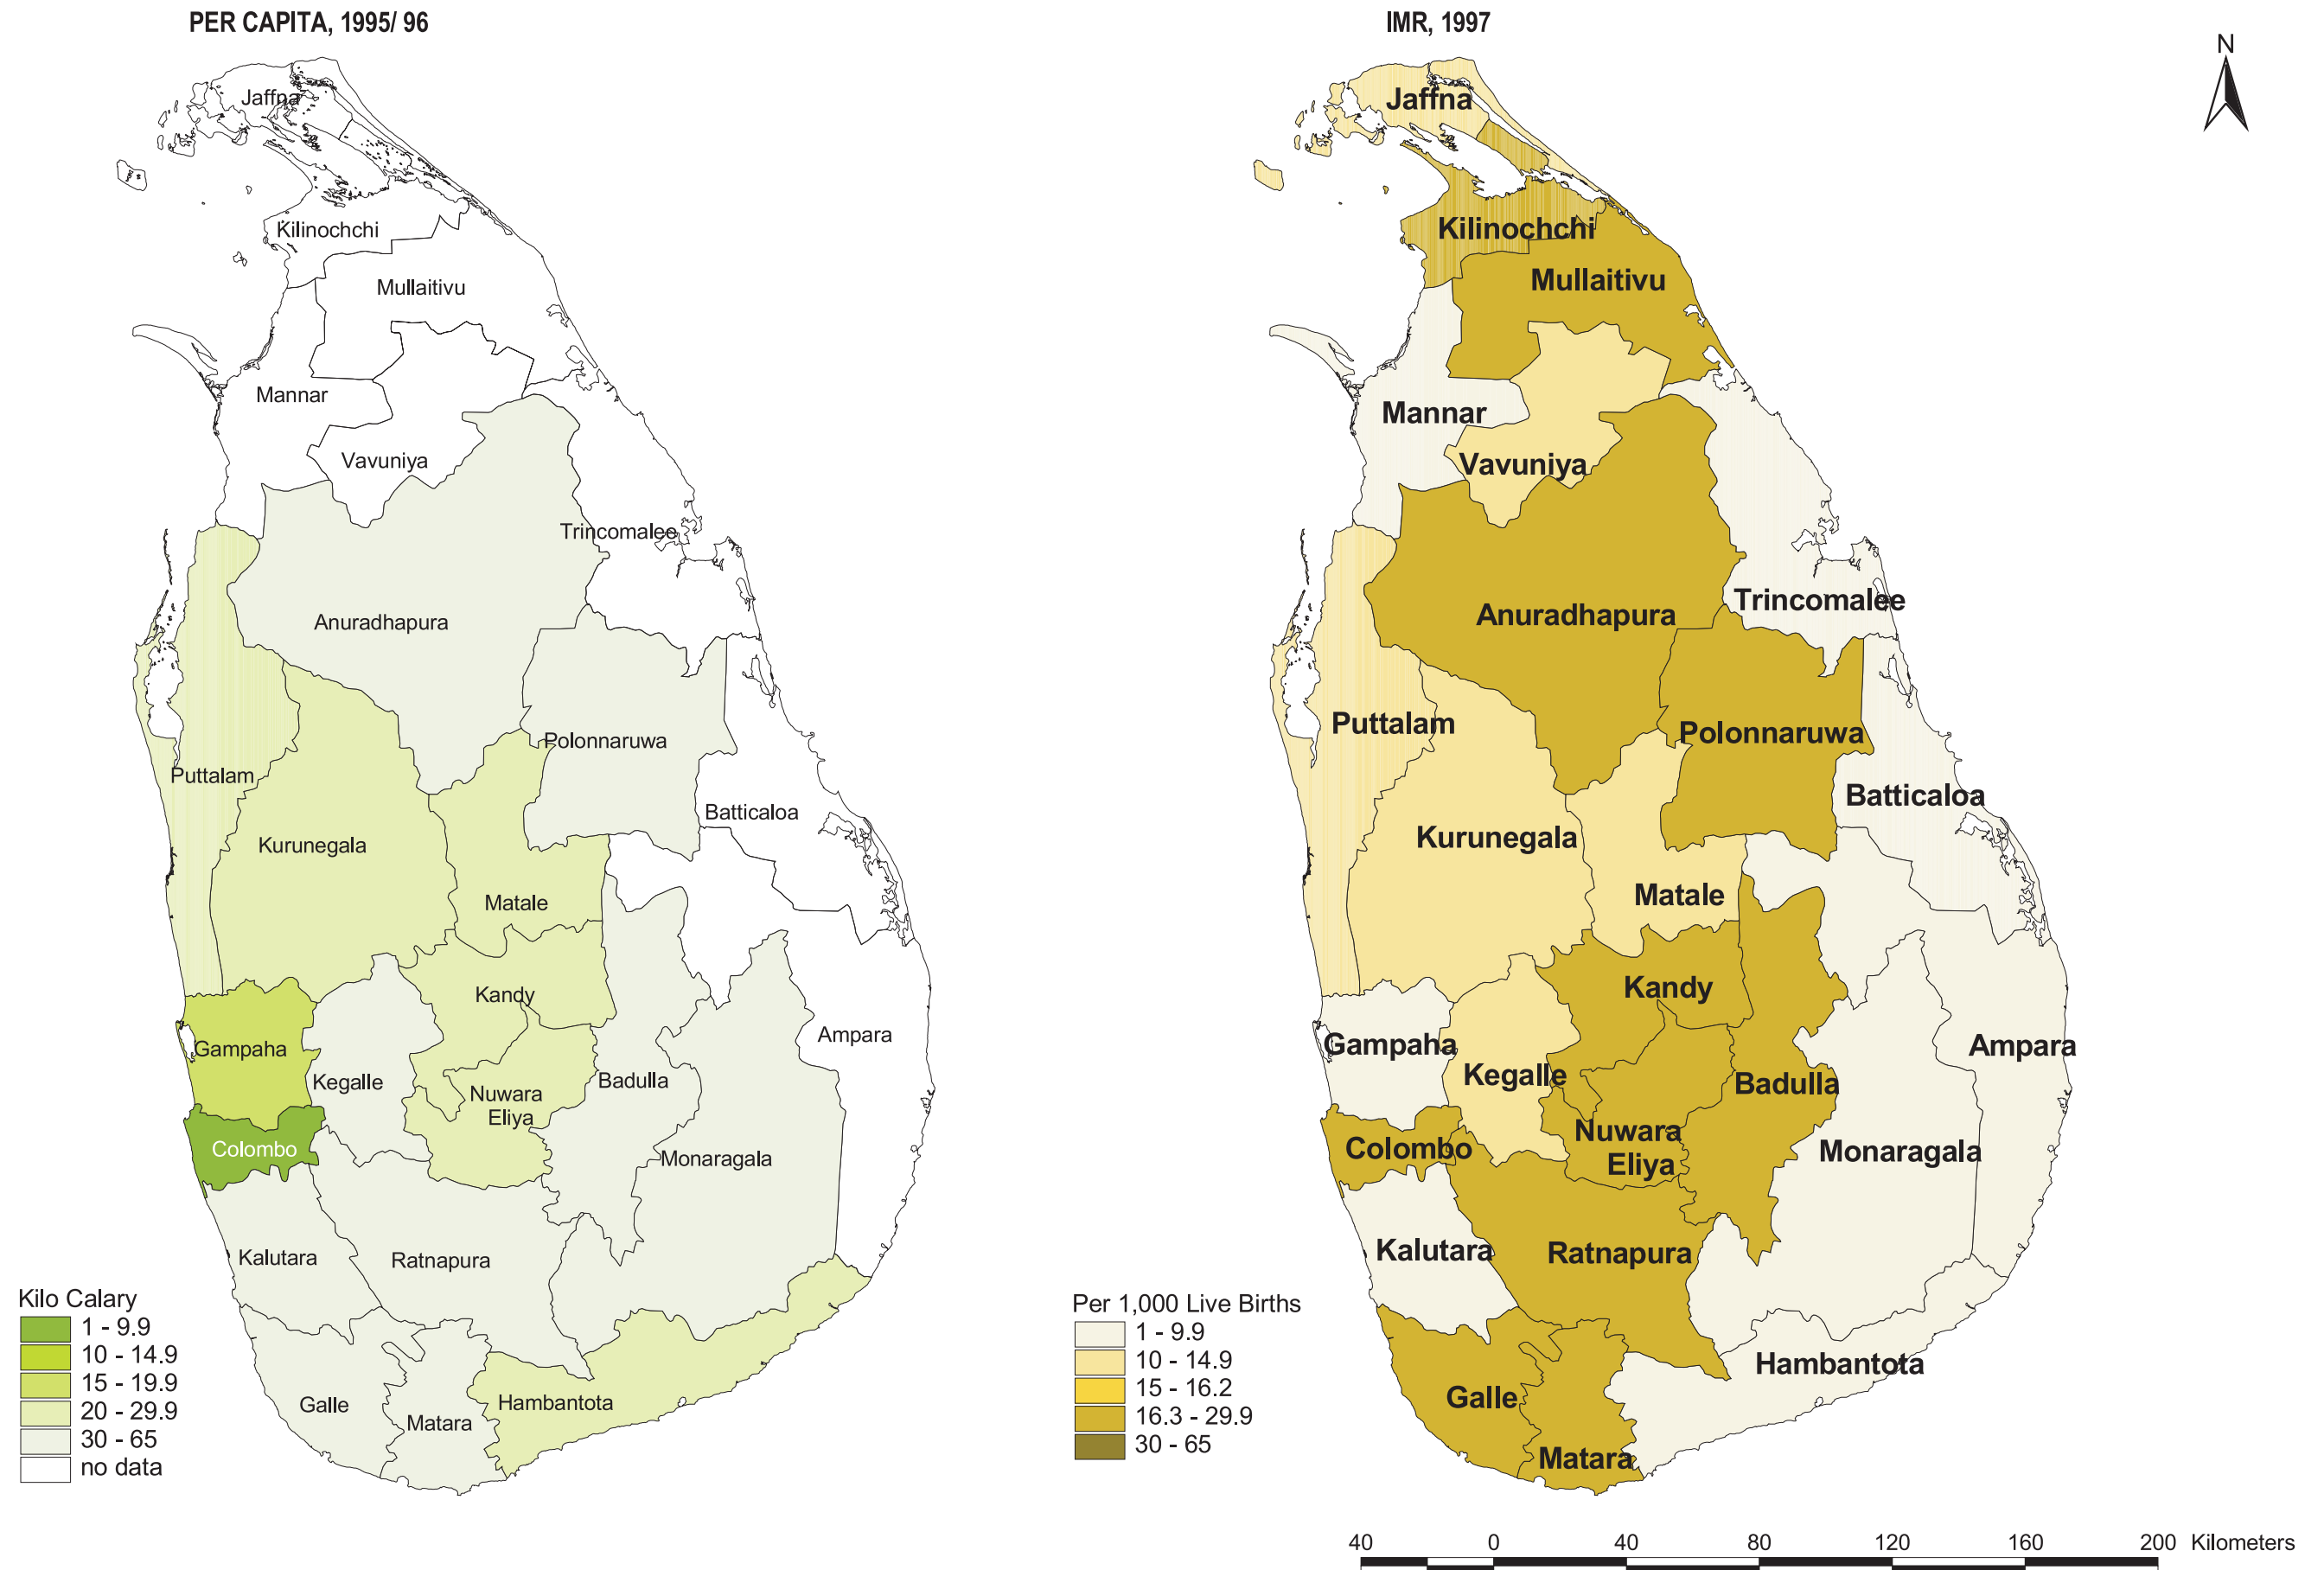 PER CAPITA, 1995/ 96
Jaffna
Kilinochchi
Mullaitivu
Mannar
Vavuniya
Trincomalee
Anuradhapura
Polonnaruwa
Puttalam
Batticaloa
Kurunegala
Matale
Kandy
Ampara
Gampaha
Kegalle
Badulla
Nuwara
Eliya
Colombo
Monaragala
Kalutara
Ratnapura
Galle
Matara
Hambantota
Kilo Calary
1 - 9.9
10 - 14.9
15 - 19.9
20 - 29.9
30 - 65
no data
IMR, 1997
N
Jaffna
Kilinochchi
Mullaitivu
Mannar
Vavuniya
Trincomalee
Anuradhapura
Puttalam
Polonnaruwa
Batticaloa
Kurunegala
Matale
Kandy
Gampaha
Ampara
Kegalle
Badulla
Nuwara
Eliya
Colombo
Monaragala
Kalutara
Ratnapura
Hambantota
Galle
Matara
Per 1,000 Live Births
1 - 9.9
10 - 14.9
15 - 16.2
16.3 - 29.9
30 - 65
40 0 40 80 120 160 200 Kilometers